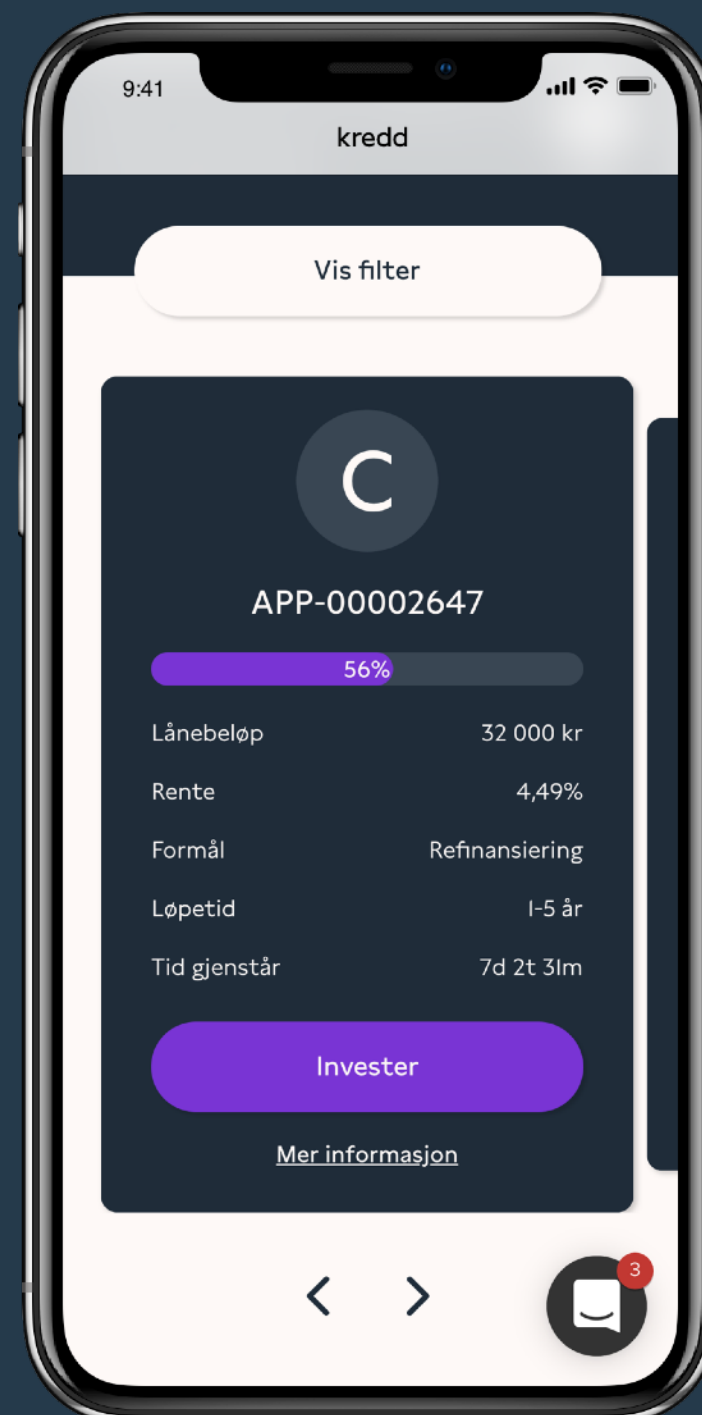 9:41
kredd
Vis filter
C
APP-00002647
56%
Lånebeløp 32 000 kr
Rente 4,49%
Formål Refinansiering
Løpetid 1-5 år
Tid gjenstår 7d 2t 31m
Invester
Mer informasjon
3